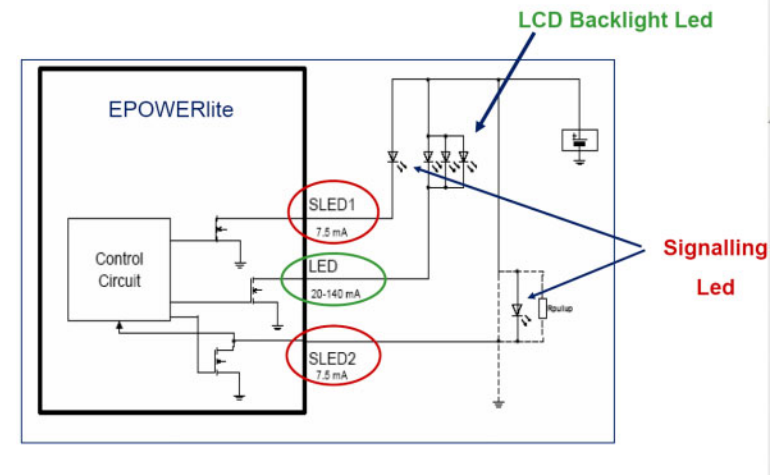 LCD Backlight Led
EPOWERlite
SLED1
7.5 mA
Control
Circuit
LED
20-140 mA
Signalling
Led
Rpullup
SLED2
7.5 mA